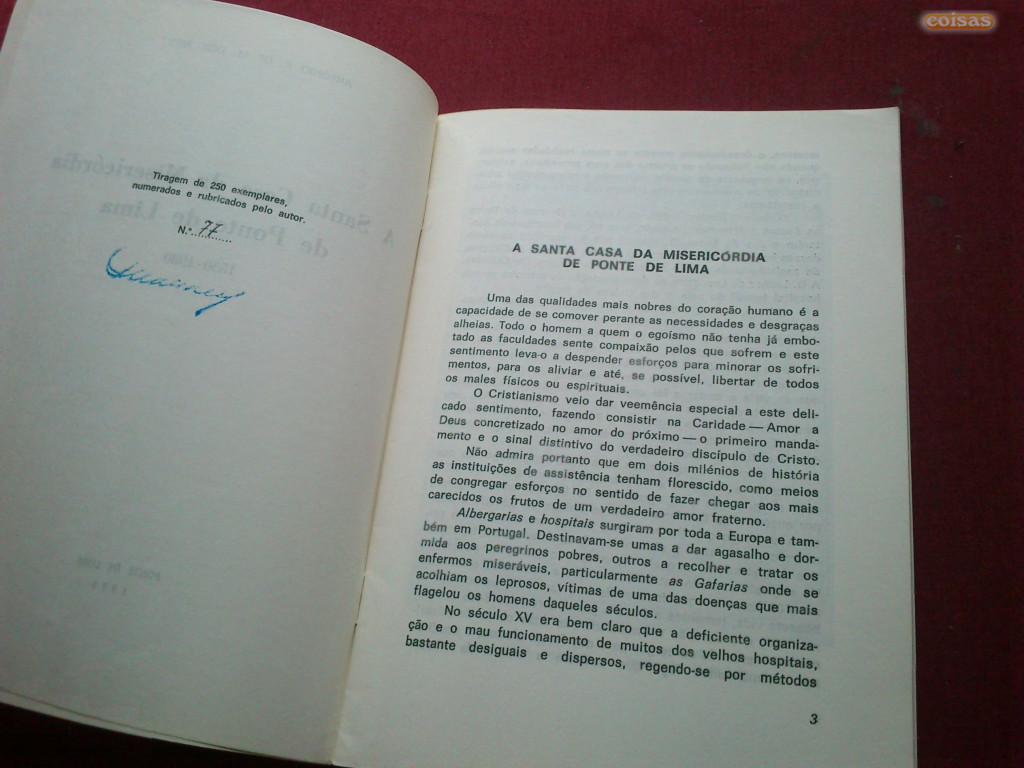 coisas
Tiragem de 250 exemplares,
numerados e rubricados pelo autor.
N.º 77
A SANTA CASA DA MISERICÓRDIA
DE PONTE DE LIMA
Uma das qualidades mais nobres do coração humano é a
capacidade de se comover perante as necessidades e desgraças
alheias. Todo o homem a quem o egoísmo não tenha já embo-
tado as faculdades sente compaixão pelos que sofrem e este
sentimento leva-o a despender esforços para minorar os sofri-
mentos, para os aliviar e até, se possível, libertar de todos
os males físicos ou espirituais.
O Cristianismo veio dar veemência especial a este deli-
cado sentimento, fazendo consistir na Caridade — Amor a
Deus concretizado no amor do próximo — o primeiro manda-
mento e o sinal distintivo do verdadeiro discípulo de Cristo.
Não admira portanto que em dois milénios de história
as instituições de assistência tenham florescido, como meios
de congregar esforços no sentido de fazer chegar aos mais
carecidos os frutos de um verdadeiro amor fraterno.
Albergarias e hospitais surgiram por toda a Europa e tam-
bém em Portugal. Destinavam-se umas a dar agasalho e dor-
mida aos peregrinos pobres, outros a recolher e tratar os
enfermos miseráveis, particularmente as Gafarias onde se
acolhiam os leprosos, vítimas de uma das doenças que mais
flagelou os homens daqueles séculos.
No século XV era bem claro que a deficiente organiza-
ção e o mau funcionamento de muitos dos velhos hospitais,
bastante desiguais e dispersos, regendo-se por métodos
3